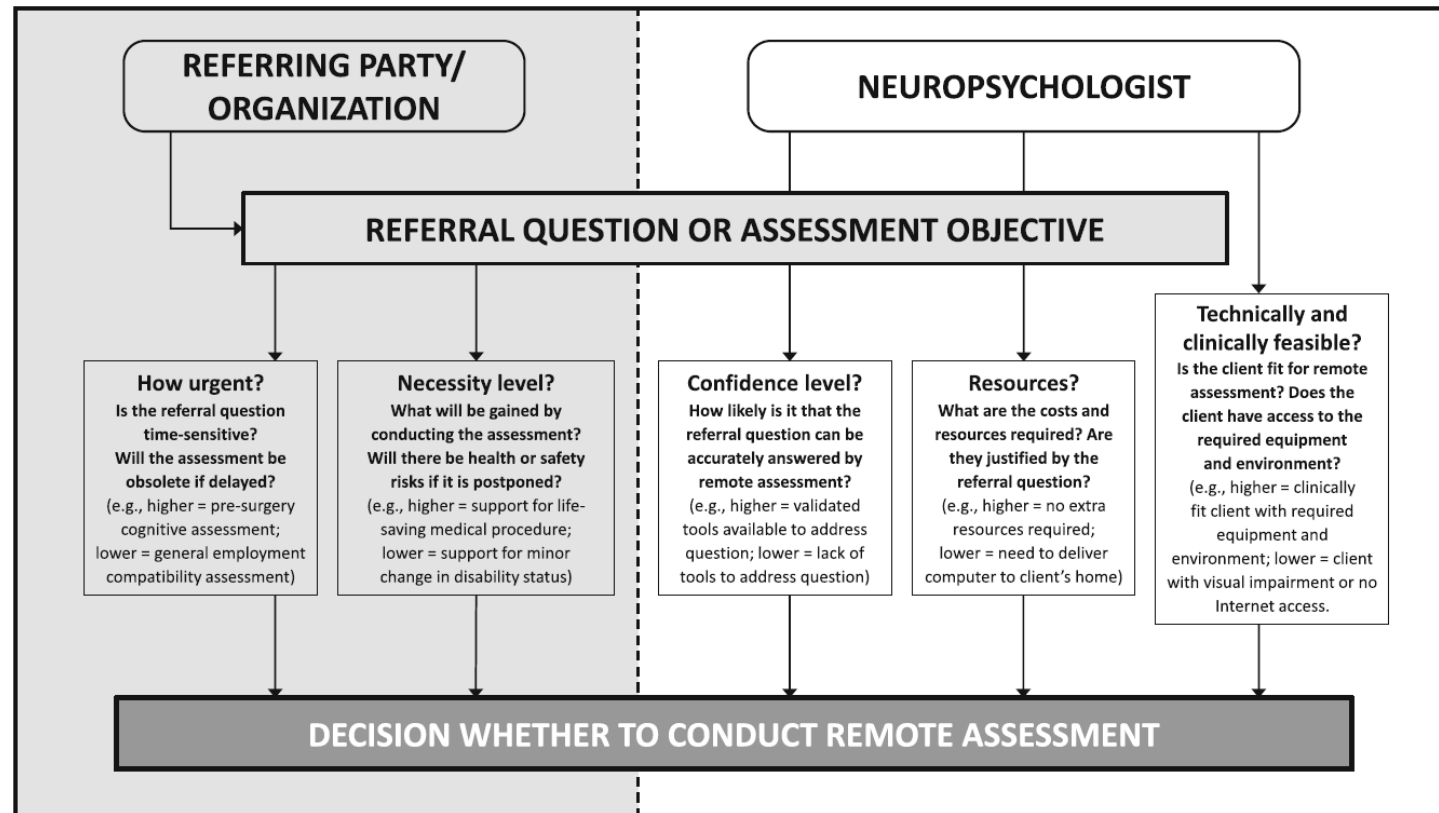 REFERRING PARTY/
ORGANIZATION
NEUROPSYCHOLOGIST
REFERRAL QUESTION OR ASSESSMENT OBJECTIVE
How urgent?
Is the referral question
time-sensitive?
Will the assessment be
obsolete if delayed?
(e.g., higher = pre-surgery
cognitive assessment;
lower = general employment
compatibility assessment)
Necessity level?
What will be gained by
conducting the assessment?
Will there be health or safety
risks if it is postponed?
(e.g., higher = support for life-
saving medical procedure;
lower = support for minor
change in disability status)
Confidence level?
How likely is it that the
referral question can be
accurately answered by
remote assessment?
(e.g., higher = validated
tools available to address
question; lower = lack of
tools to address question)
Resources?
What are the costs and
resources required? Are
they justified by the
referral question?
(e.g., higher = no extra
resources required;
lower = need to deliver
computer to client's home)
Technically and
clinically feasible?
Is the client fit for remote
assessment? Does the
client have access to the
required equipment
and environment?
(e.g., higher = clinically
fit client with required
equipment and
environment; lower = client
with visual impairment or no
Internet access.
DECISION WHETHER TO CONDUCT REMOTE ASSESSMENT